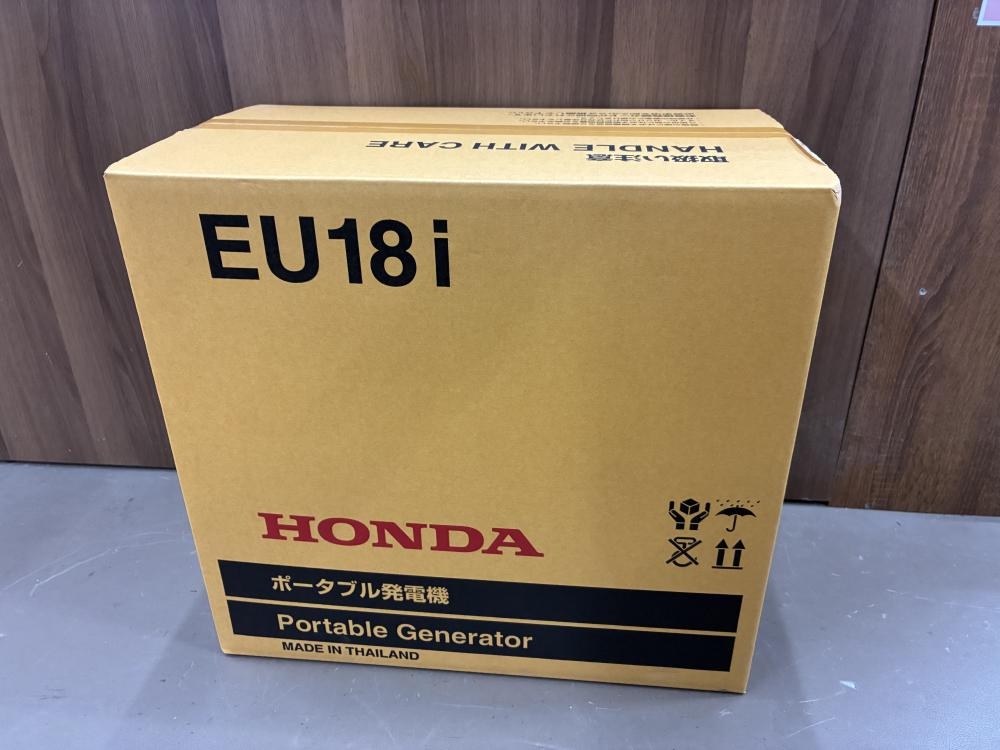 取扱い注意
HANDLE WITH CARE
EU18i
HONDA
ポータブル発電機
Portable Generator
MADE IN THAILAND